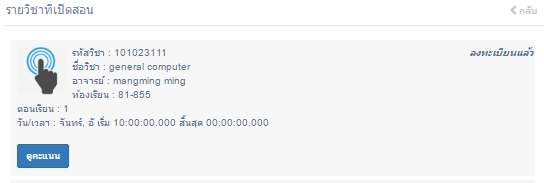 รายวิชาที่เปิดสอน
กลับ
รหัสวิชา : 101023111
ลงทะเบียนแล้ว
ชื่อวิชา : general computer
อาจารย์ : mangming ming
ห้องเรียน : 81-855
ตอนเรียน : 1
วัน/เวลา : จันทร์, อั เริ่ม 10:00:00.000 สิ้นสุด 00:00:00.000
ดูคะแนน